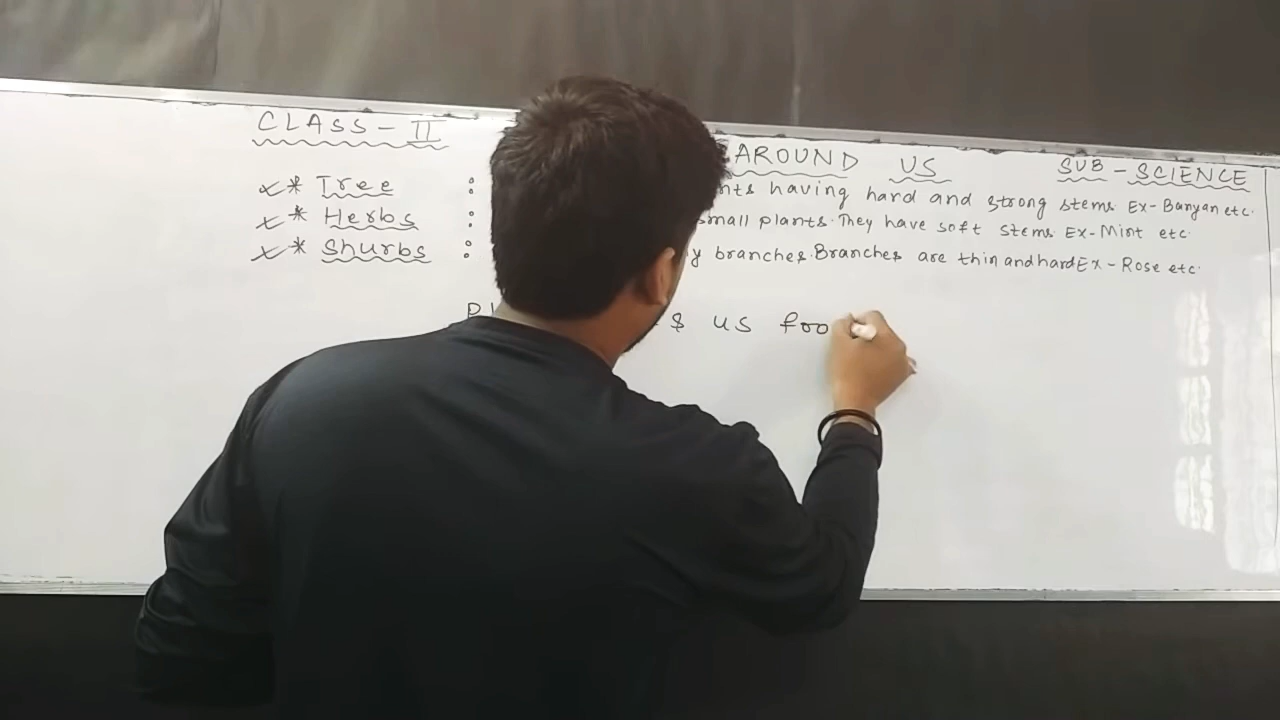 CLASS-II AROUND US SUB-SCIENCE
* Tree : having hard and strong stems Ex-Banyan etc.
* Herbs : small plants. They have soft stems Ex-Mint etc.
* Shurbs : branches. Branches are thin and hard Ex-Rose etc.
us foo